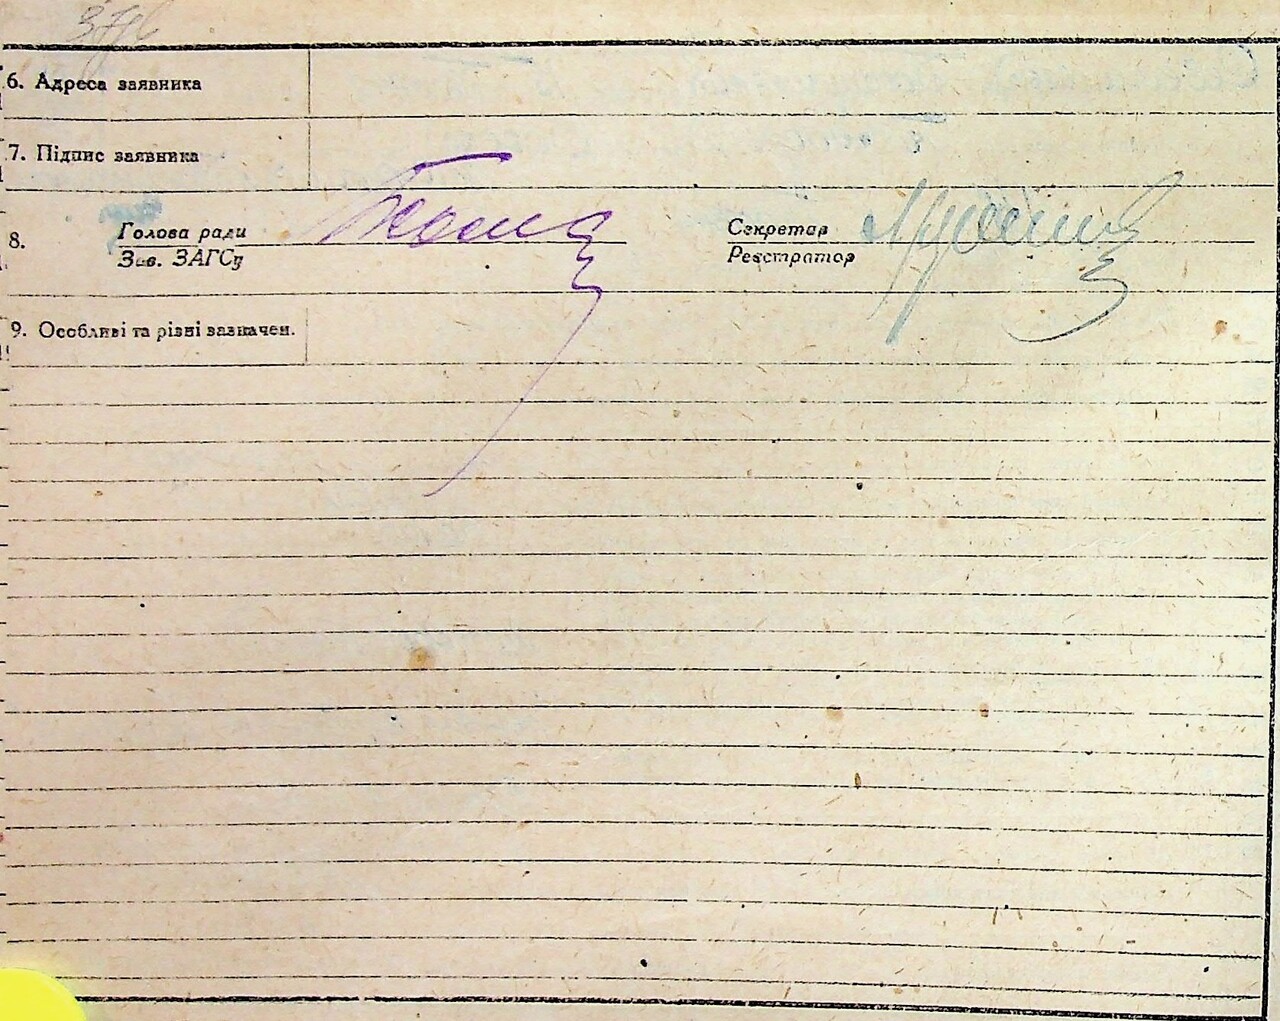 6. Адреса заявника
7. Підпис заявника
8. Голова ради Секретар
Зав. ЗАГСу Реєстратор
9. Особливі та різні зазначен.